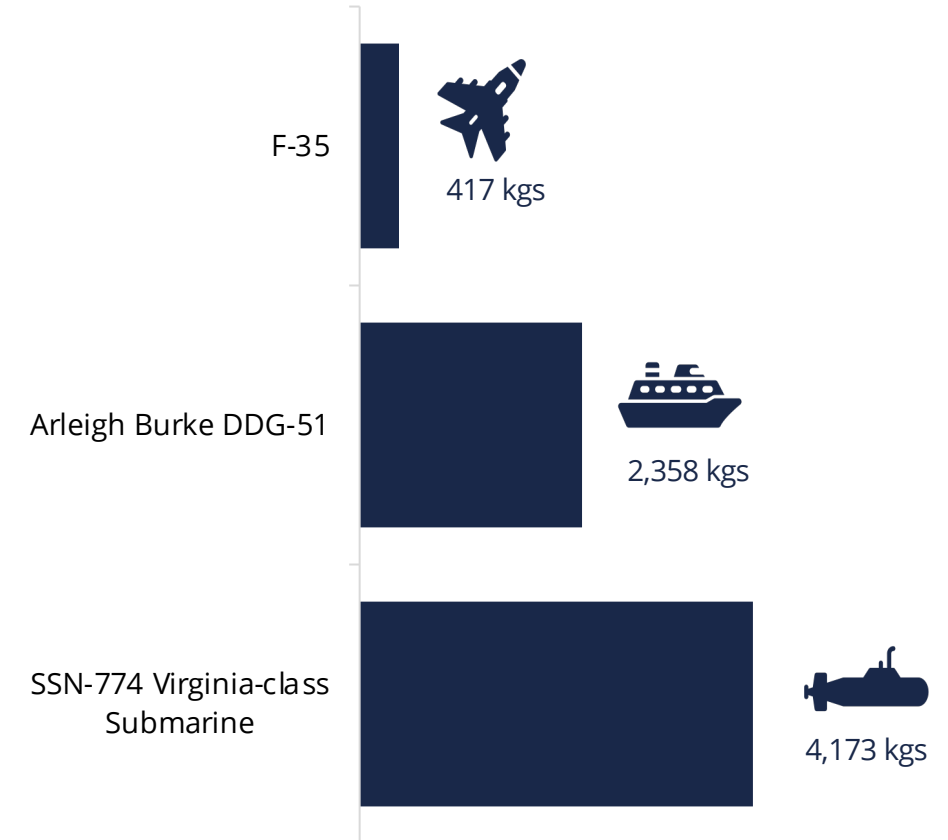 F-35
417 kgs
Arleigh Burke DDG-51
2,358 kgs
SSN-774 Virginia-class
Submarine
4,173 kgs